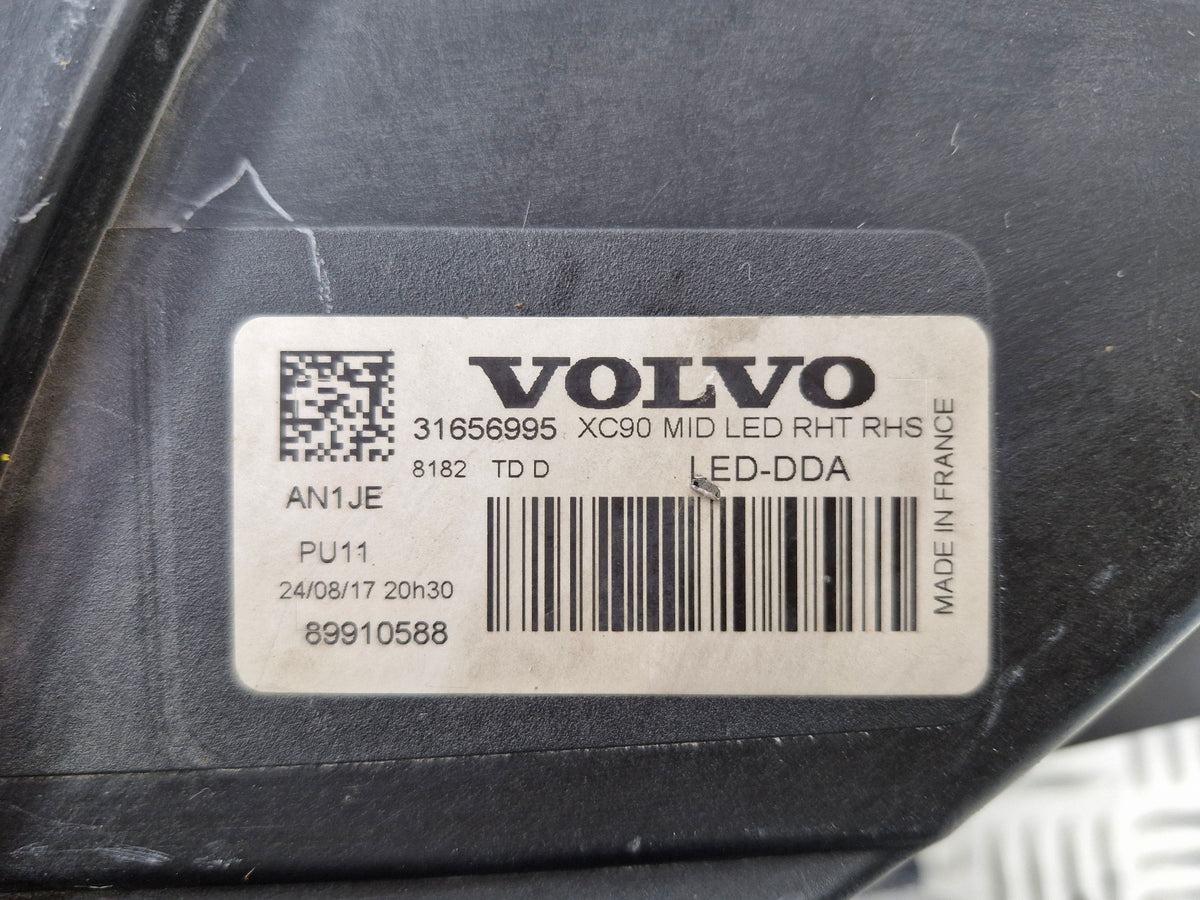 VOLVO
31656995 XC90 MID LED RHT RHS
8182 TD D LED-DDA
AN1JE
PU11
24/08/17 20h30
89910588
MADE IN FRANCE